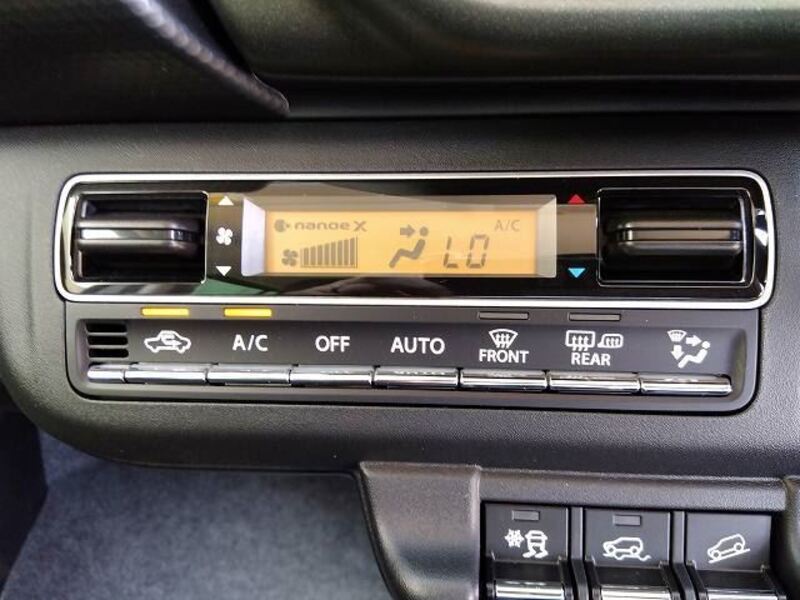 nanoe X
A/C
LO
A/C
OFF
AUTO
FRONT
REAR